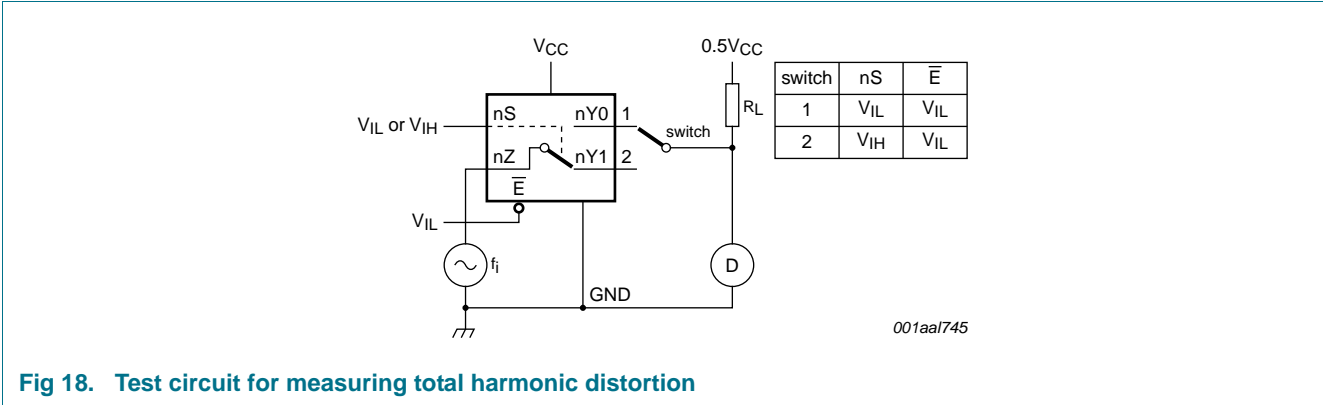 VCC
0.5VCC
switch nS E̅
1 VIL VIL
2 VIH VIL
RL
nS nY0 1
switch
VIL or VIH
nZ nY1 2
E̅
VIL
fi
D
GND
001aal745
Fig 18. Test circuit for measuring total harmonic distortion